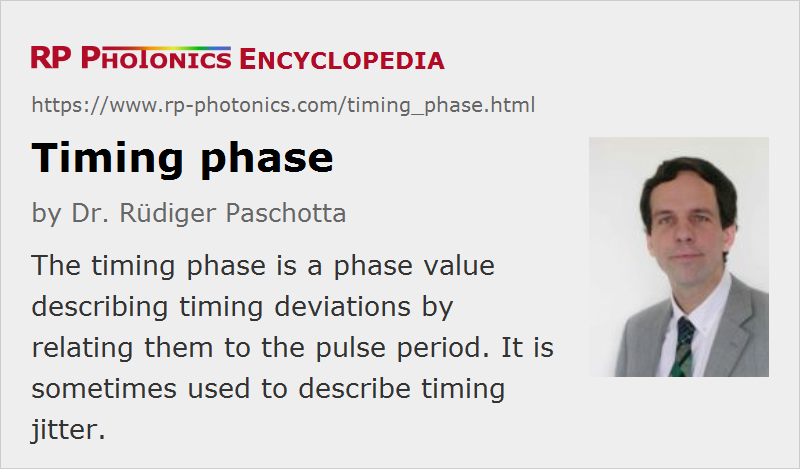 RP PHOTONICS ENCYCLOPEDIA
https://www.rp-photonics.com/timing_phase.html
Timing phase
by Dr. Rüdiger Paschotta
The timing phase is a phase value
describing timing deviations by
relating them to the pulse period. It is
sometimes used to describe timing
jitter.